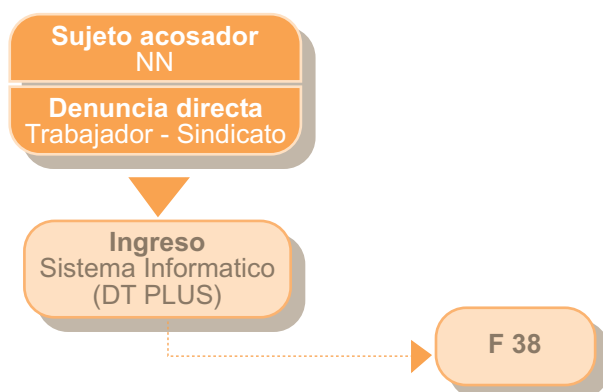 Sujeto acosador
NN
Denuncia directa
Trabajador - Sindicato
Ingreso
Sistema Informatico
(DT PLUS)
F 38